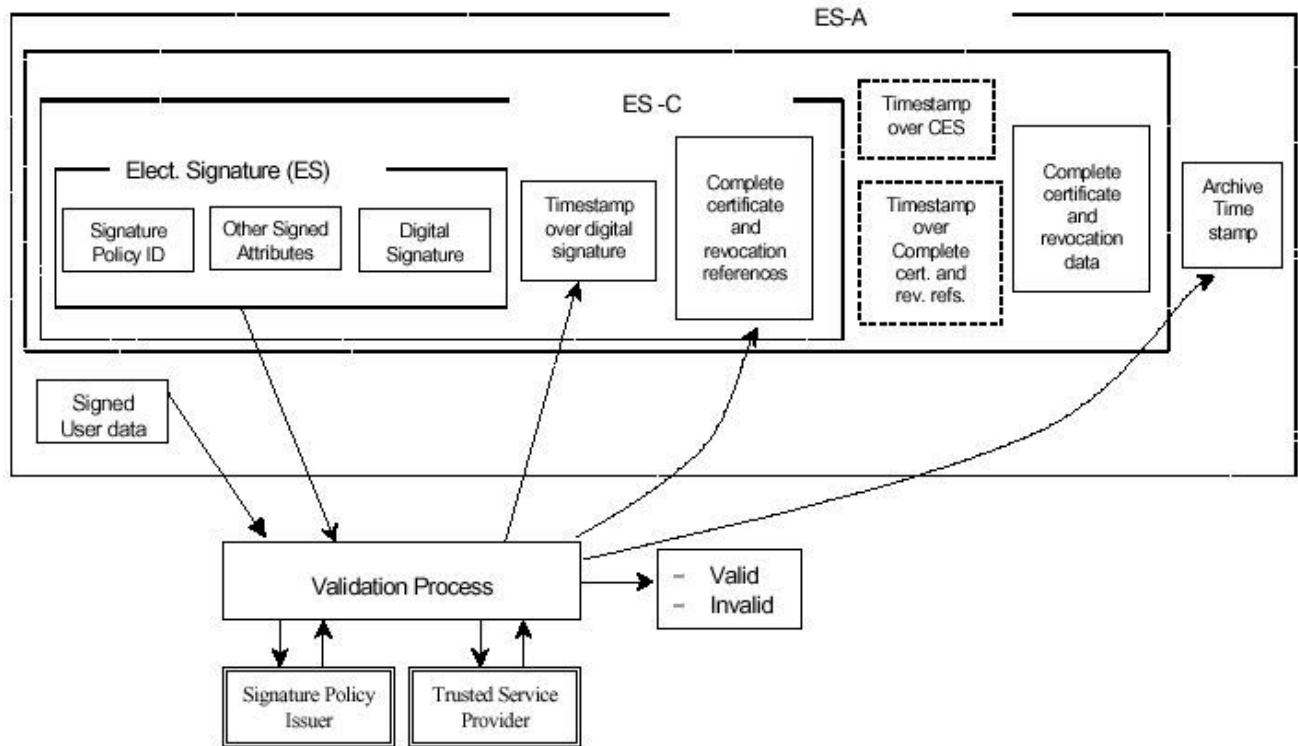 ES-A
ES -C
Elect. Signature (ES)
Signature
Policy ID
Other Signed
Attributes
Digital
Signature
Timestamp
over digital
signature
Complete
certificate
and
revocation
references
Timestamp
over CES
Timestamp
over
Complete
cert. and
rev. refs.
Complete
certificate
and
revocation
data
Archive
Time
stamp
Signed
User data
Validation Process
– Valid
– Invalid
Signature Policy
Issuer
Trusted Service
Provider